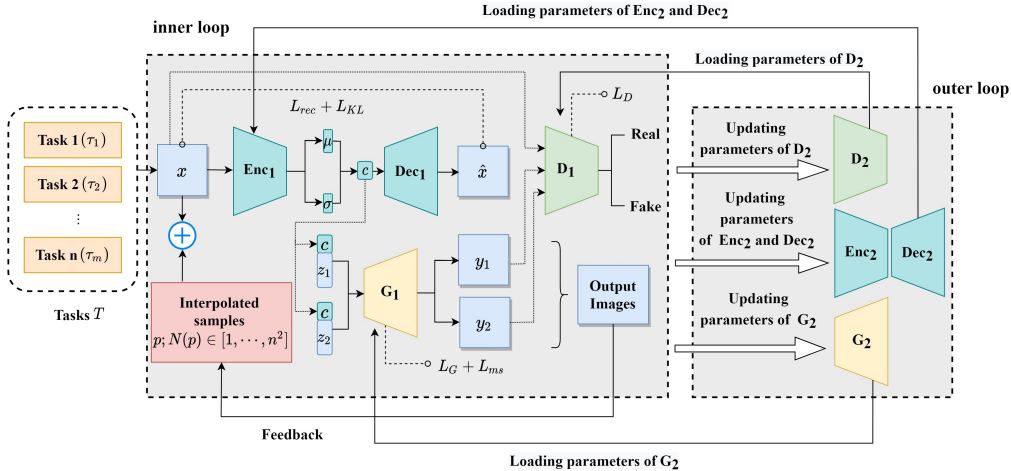 Loading parameters of Enc2 and Dec2
inner loop
Loading parameters of D2
outer loop
Task 1 (τ1)
Task 2 (τ2)
⋮
Task n (τm)
Tasks T
x
Lrec + LKL
Enc1
μ
σ
c
Dec1
x̂
LD
D1
Real
Fake
Updating
parameters of D2
D2
Updating
parameters
of Enc2 and Dec2
Enc2
Dec2
Updating
parameters of G2
G2
+
Interpolated
samples
p; N(p) ∈ [1, ⋯, n²]
c
z1
c
z2
G1
y1
y2
Output
Images
LG + Lms
Feedback
Loading parameters of G2